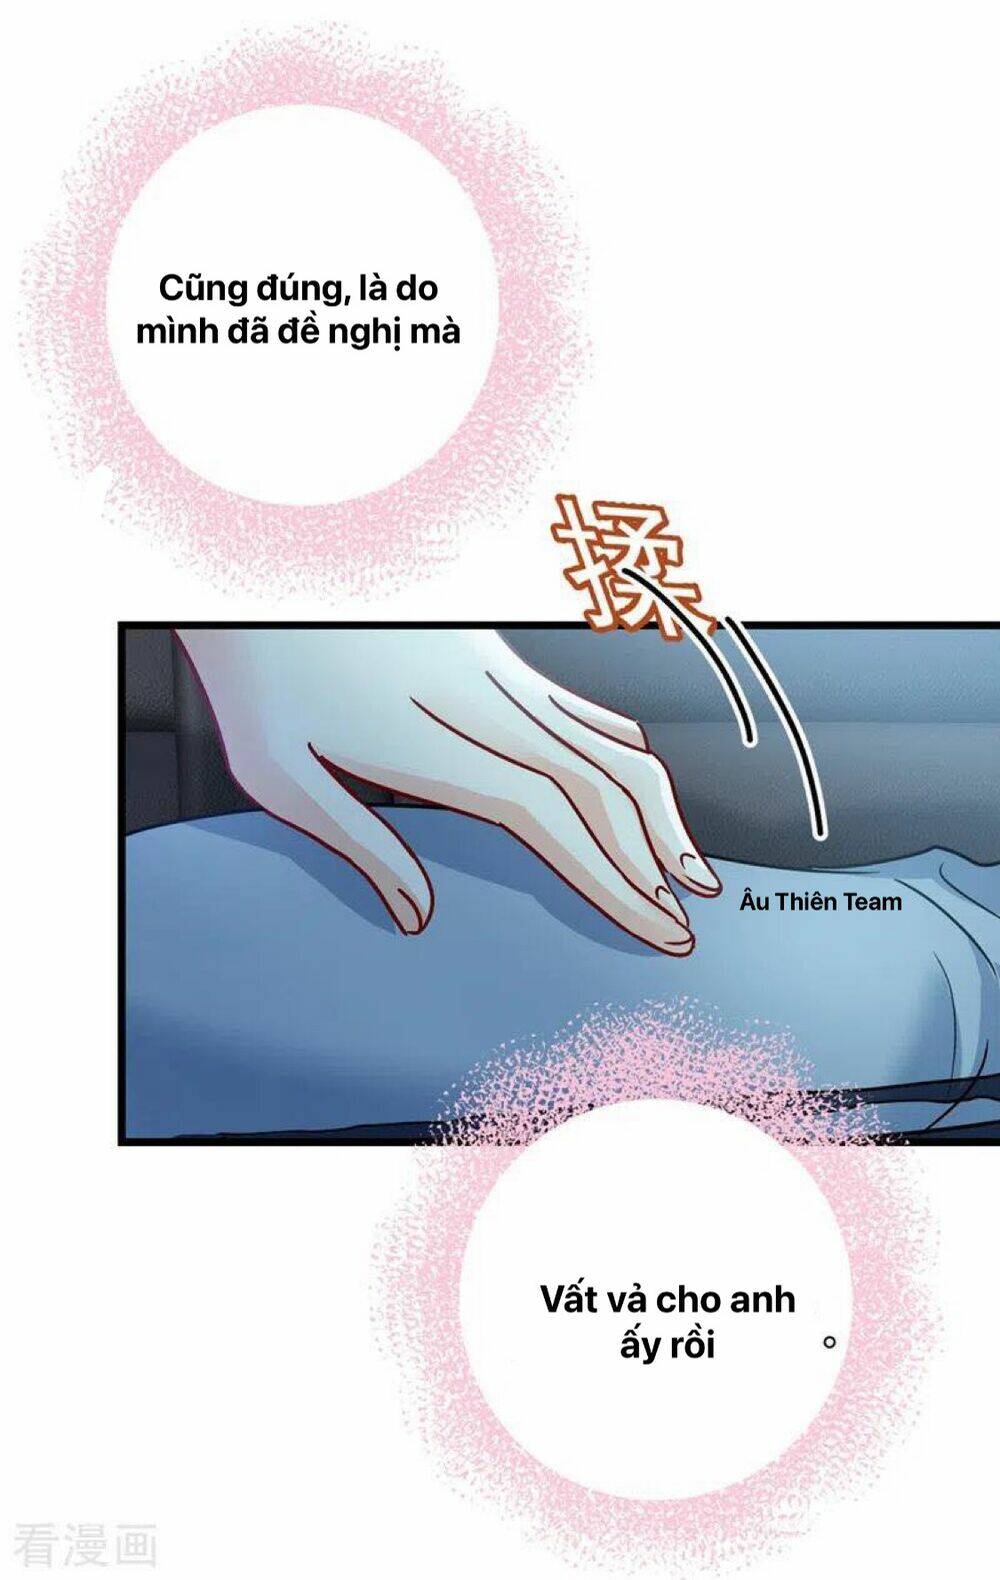 Cũng đúng, là do
mình đã đề nghị mà
揉
Âu Thiên Team
Vất vả cho anh
ấy rồi
。
看漫画